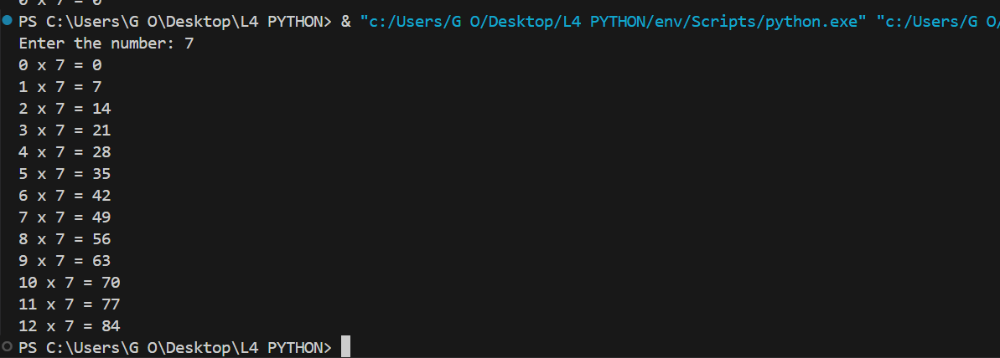 0 x 7 = 0
PS C:\Users\G O\Desktop\L4 PYTHON> & "c:/Users/G O/Desktop/L4 PYTHON/env/Scripts/python.exe" "c:/Users/G O/
Enter the number: 7
0 x 7 = 0
1 x 7 = 7
2 x 7 = 14
3 x 7 = 21
4 x 7 = 28
5 x 7 = 35
6 x 7 = 42
7 x 7 = 49
8 x 7 = 56
9 x 7 = 63
10 x 7 = 70
11 x 7 = 77
12 x 7 = 84
PS C:\Users\G O\Desktop\L4 PYTHON>